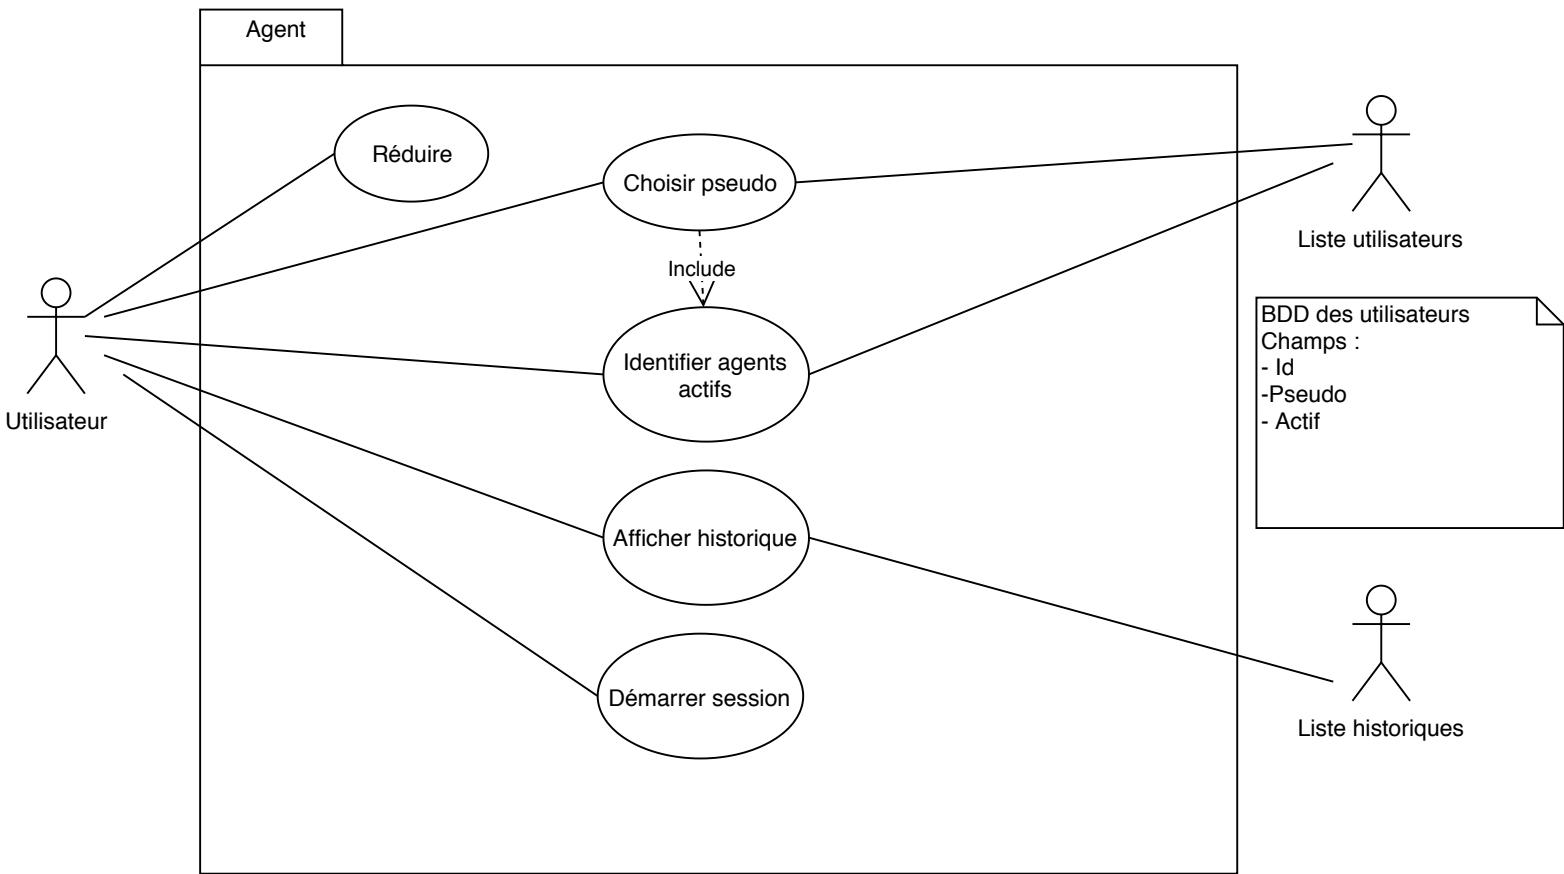 Agent
Réduire
Choisir pseudo
Include
Identifier agents
actifs
Afficher historique
Démarrer session
Utilisateur
Liste utilisateurs
BDD des utilisateurs
Champs :
- Id
-Pseudo
- Actif
Liste historiques